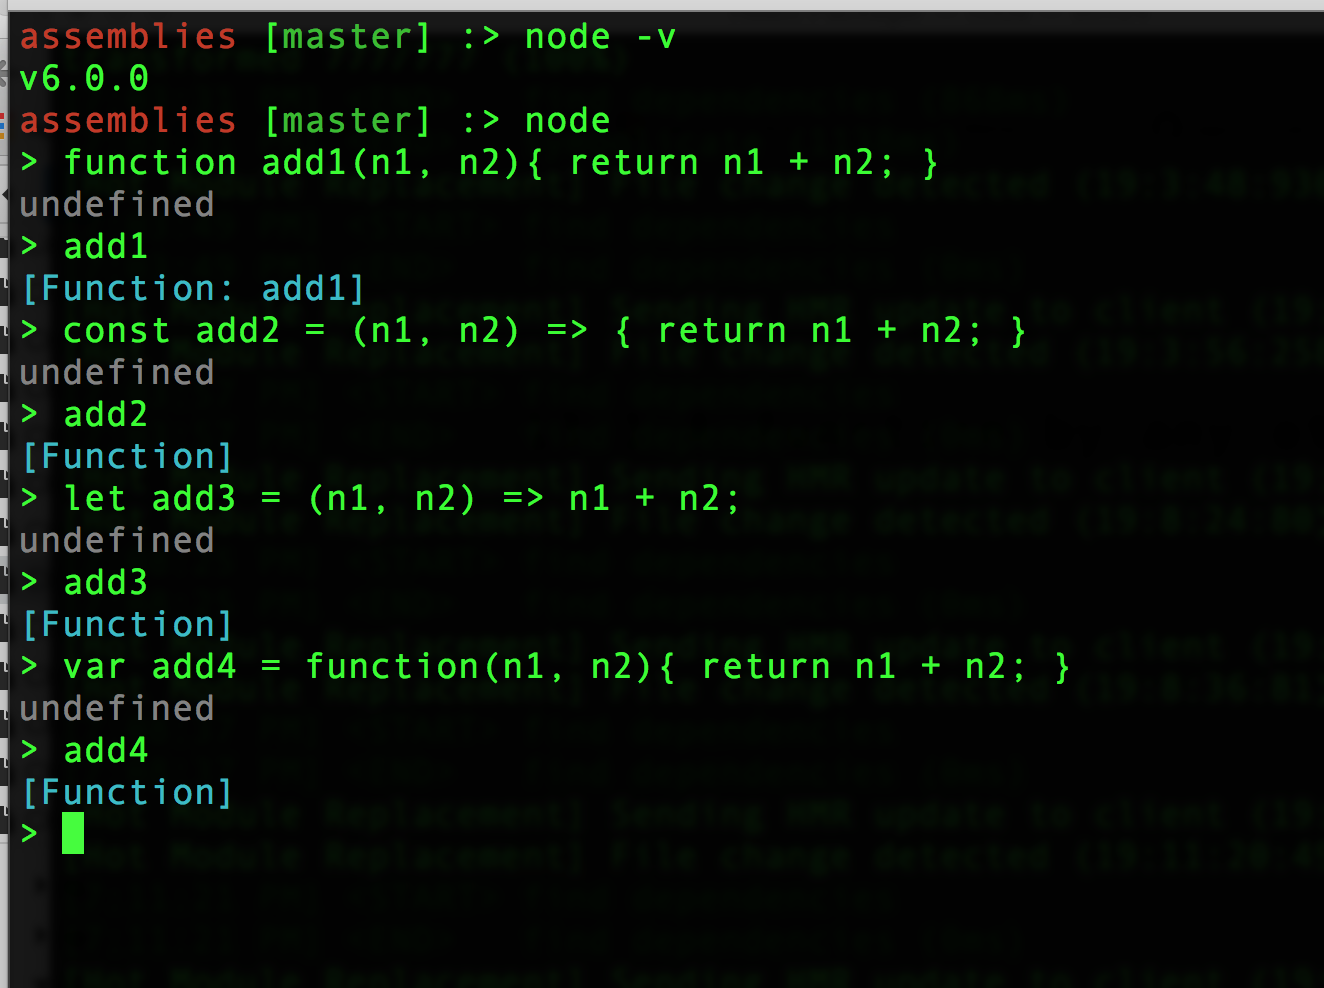 assemblies [master] :> node -v
v6.0.0
assemblies [master] :> node
> function add1(n1, n2){ return n1 + n2; }
undefined
> add1
[Function: add1]
> const add2 = (n1, n2) => { return n1 + n2; }
undefined
> add2
[Function]
> let add3 = (n1, n2) => n1 + n2;
undefined
> add3
[Function]
> var add4 = function(n1, n2){ return n1 + n2; }
undefined
> add4
[Function]
>